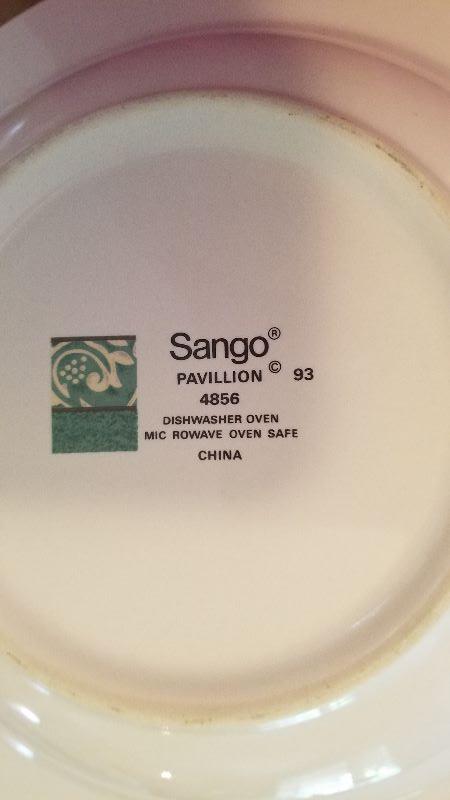 Sango®
PAVILLION © 93
4856
DISHWASHER OVEN
MIC ROWAVE OVEN SAFE
CHINA